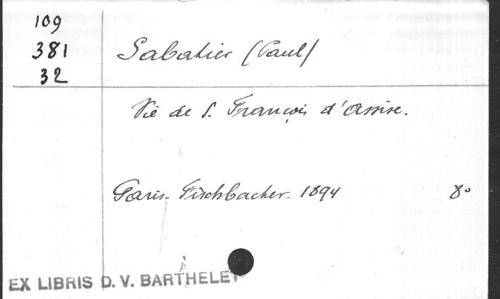 109
381
32
Sabatier (Paul)
Vie de S. François d'Assise.
Paris. Fischbacher. 1894 8°
EX LIBRIS D. V. BARTHELET